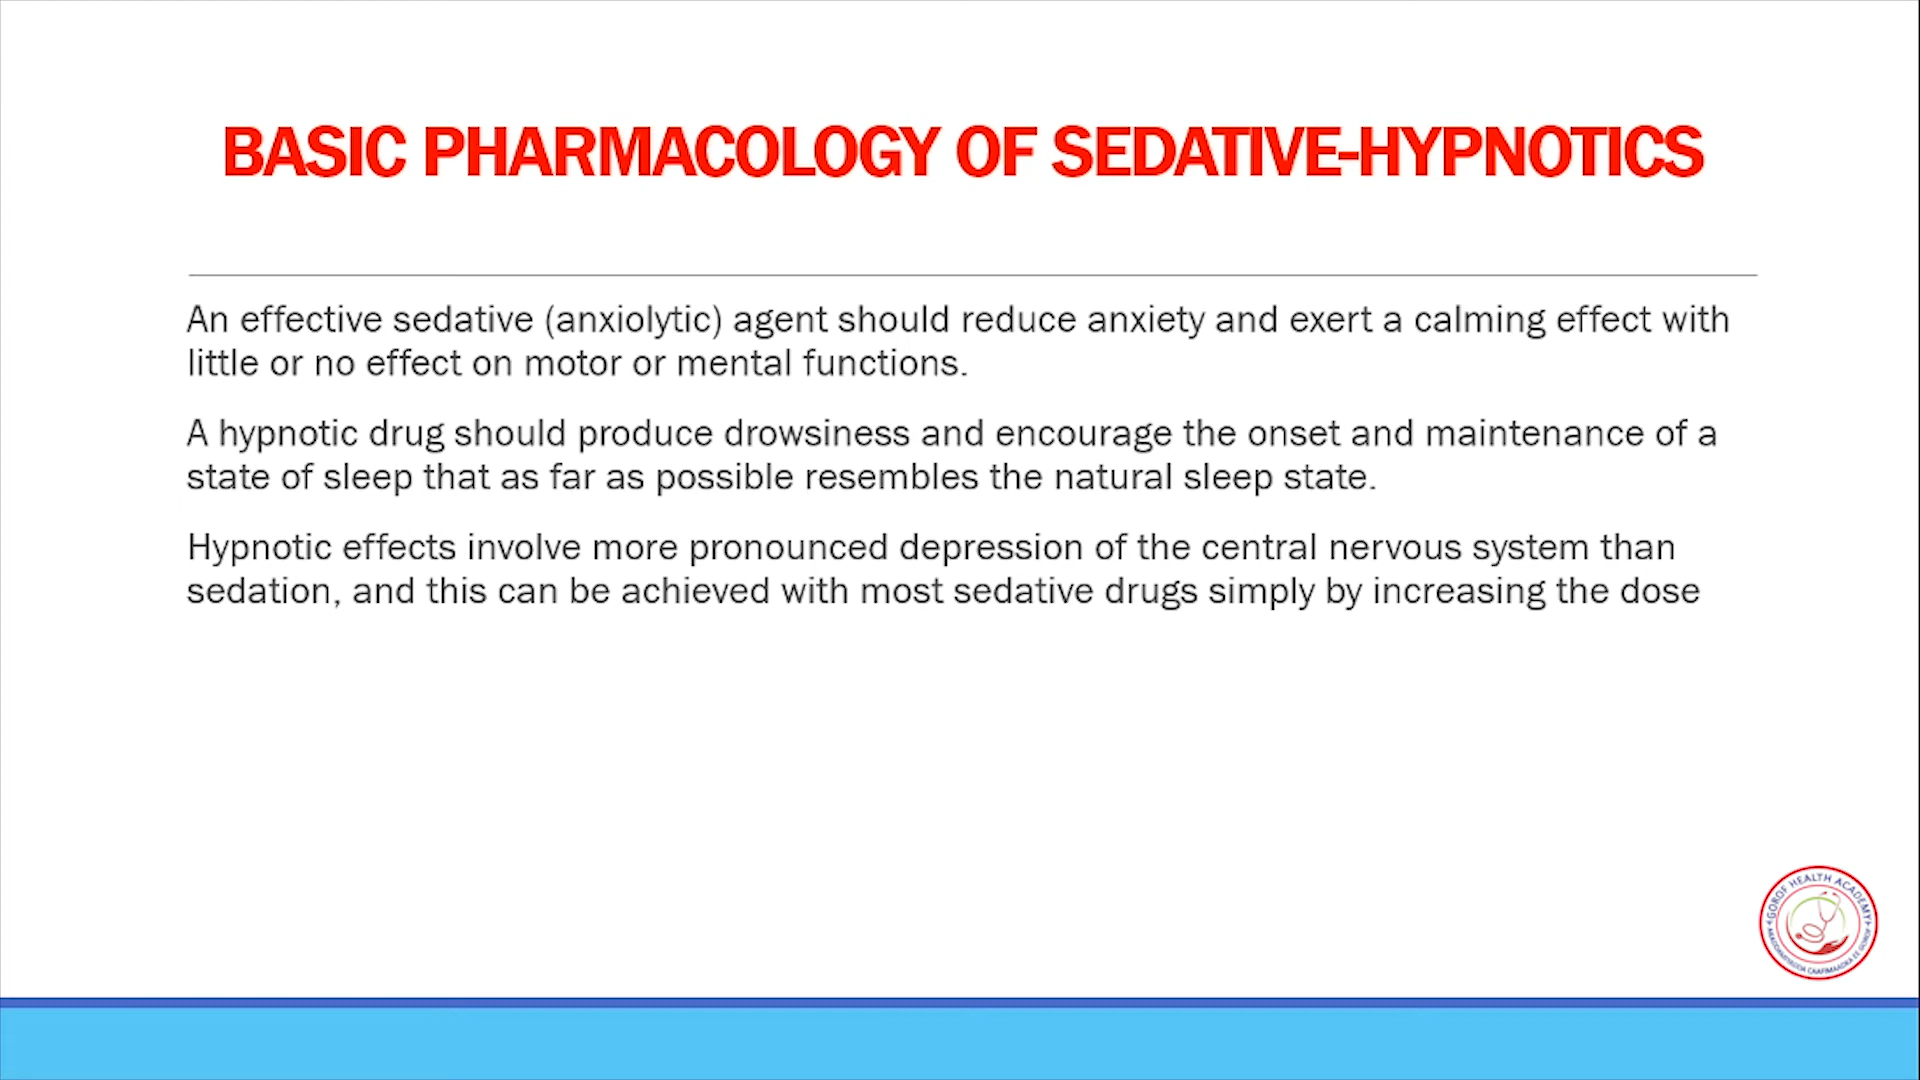 BASIC PHARMACOLOGY OF SEDATIVE-HYPNOTICS
An effective sedative (anxiolytic) agent should reduce anxiety and exert a calming effect with
little or no effect on motor or mental functions.
A hypnotic drug should produce drowsiness and encourage the onset and maintenance of a
state of sleep that as far as possible resembles the natural sleep state.
Hypnotic effects involve more pronounced depression of the central nervous system than
sedation, and this can be achieved with most sedative drugs simply by increasing the dose
GOROF HEALTH ACADEMY